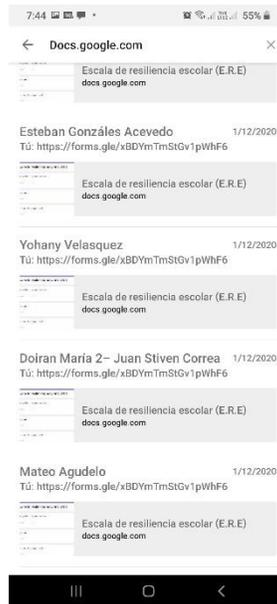 7:44
55%
Docs.google.com
Escala de resiliencia escolar (E.R.E)
docs.google.com
Esteban Gonzáles Acevedo 1/12/2020
Tú: https://forms.gle/xBDYmTmStGv1pWhF6
Escala de resiliencia escolar (E.R.E)
docs.google.com
Yohany Velasquez 1/12/2020
Tú: https://forms.gle/xBDYmTmStGv1pWhF6
Escala de resiliencia escolar (E.R.E)
docs.google.com
Doiran María 2– Juan Stiven Correa 1/12/2020
Tú: https://forms.gle/xBDYmTmStGv1pWhF6
Escala de resiliencia escolar (E.R.E)
docs.google.com
Mateo Agudelo 1/12/2020
Tú: https://forms.gle/xBDYmTmStGv1pWhF6
Escala de resiliencia escolar (E.R.E)
docs.google.com